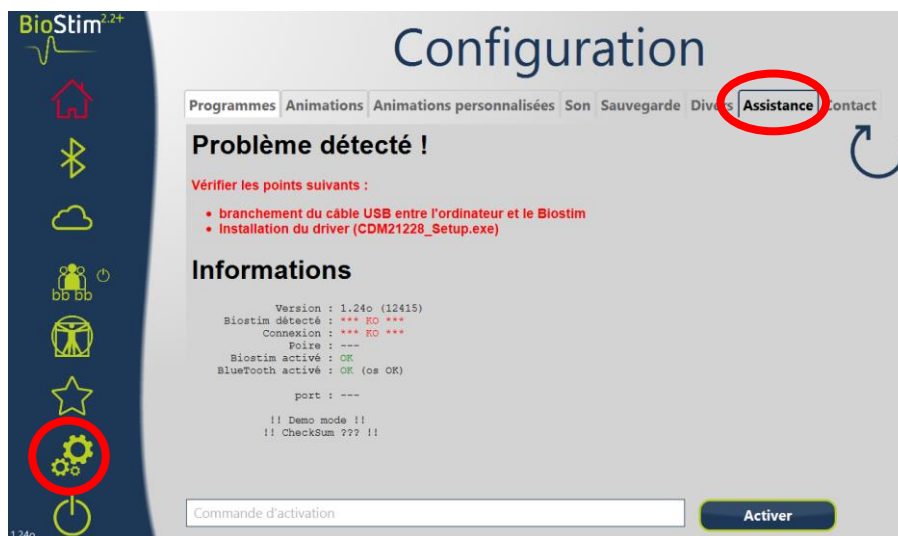 BioStim2.2+
Configuration
Programmes Animations Animations personnalisées Son Sauvegarde Divers Assistance Contact
Problème détecté !
Vérifier les points suivants :
• branchement du câble USB entre l'ordinateur et le Biostim
• Installation du driver (CDM21228_Setup.exe)
Informations
Version : 1.24o (12415)
Biostim détecté : *** KO ***
Connexion : *** KO ***
Poire : ---
Biostim activé : OK
BlueTooth activé : OK (os OK)
port : ---
!! Demo mode !!
!! CheckSum ??? !!
bb bb
Commande d'activation
Activer
1.24o